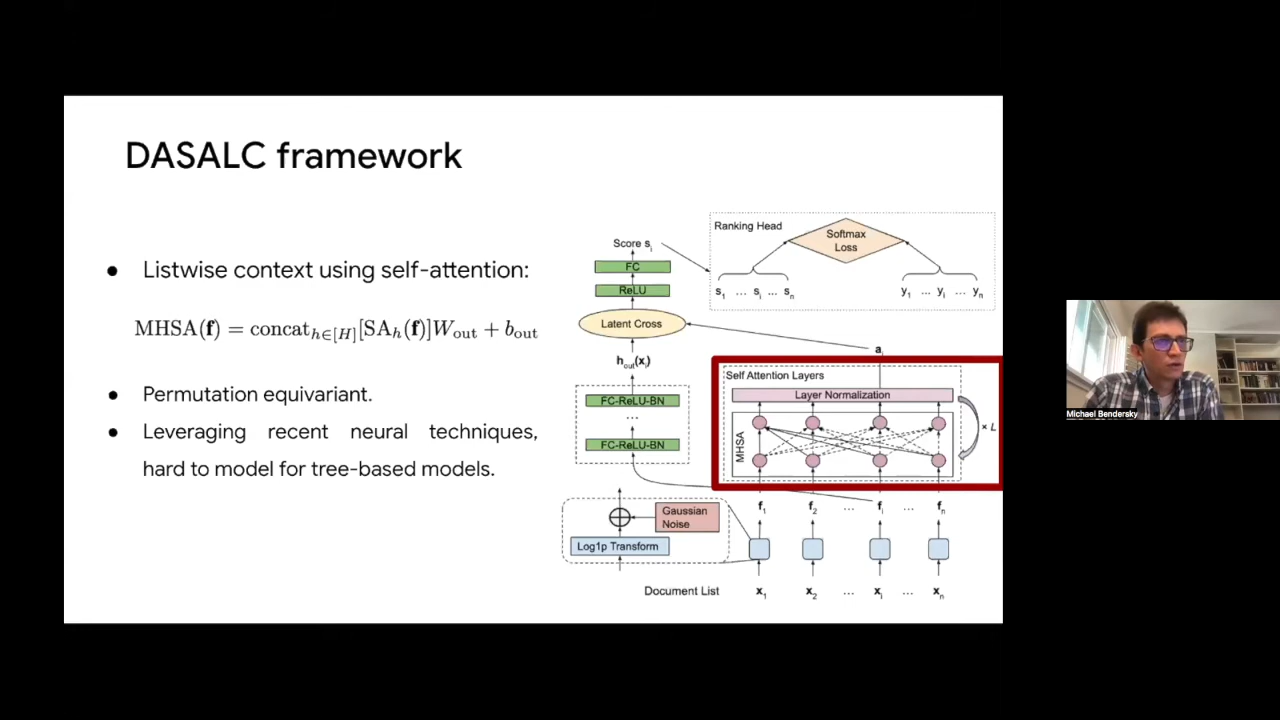 DASALC framework
● Listwise context using self-attention:
MHSA(f) = concat_{h∈[H]}[SA_h(f)]W_out + b_out
● Permutation equivariant.
● Leveraging recent neural techniques,
hard to model for tree-based models.
Ranking Head
Softmax
Loss
s_1 ... s_i ... s_n
y_1 ... y_i ... y_n
Score s_i
FC
ReLU
Latent Cross
h_out(x_i)
FC-ReLU-BN
...
FC-ReLU-BN
Self Attention Layers
Layer Normalization
MHSA
× L
f_1 f_2 ... f_i ... f_n
Gaussian
Noise
Log1p Transform
Document List
x_1 x_2 ... x_i ... x_n
Michael Bendersky